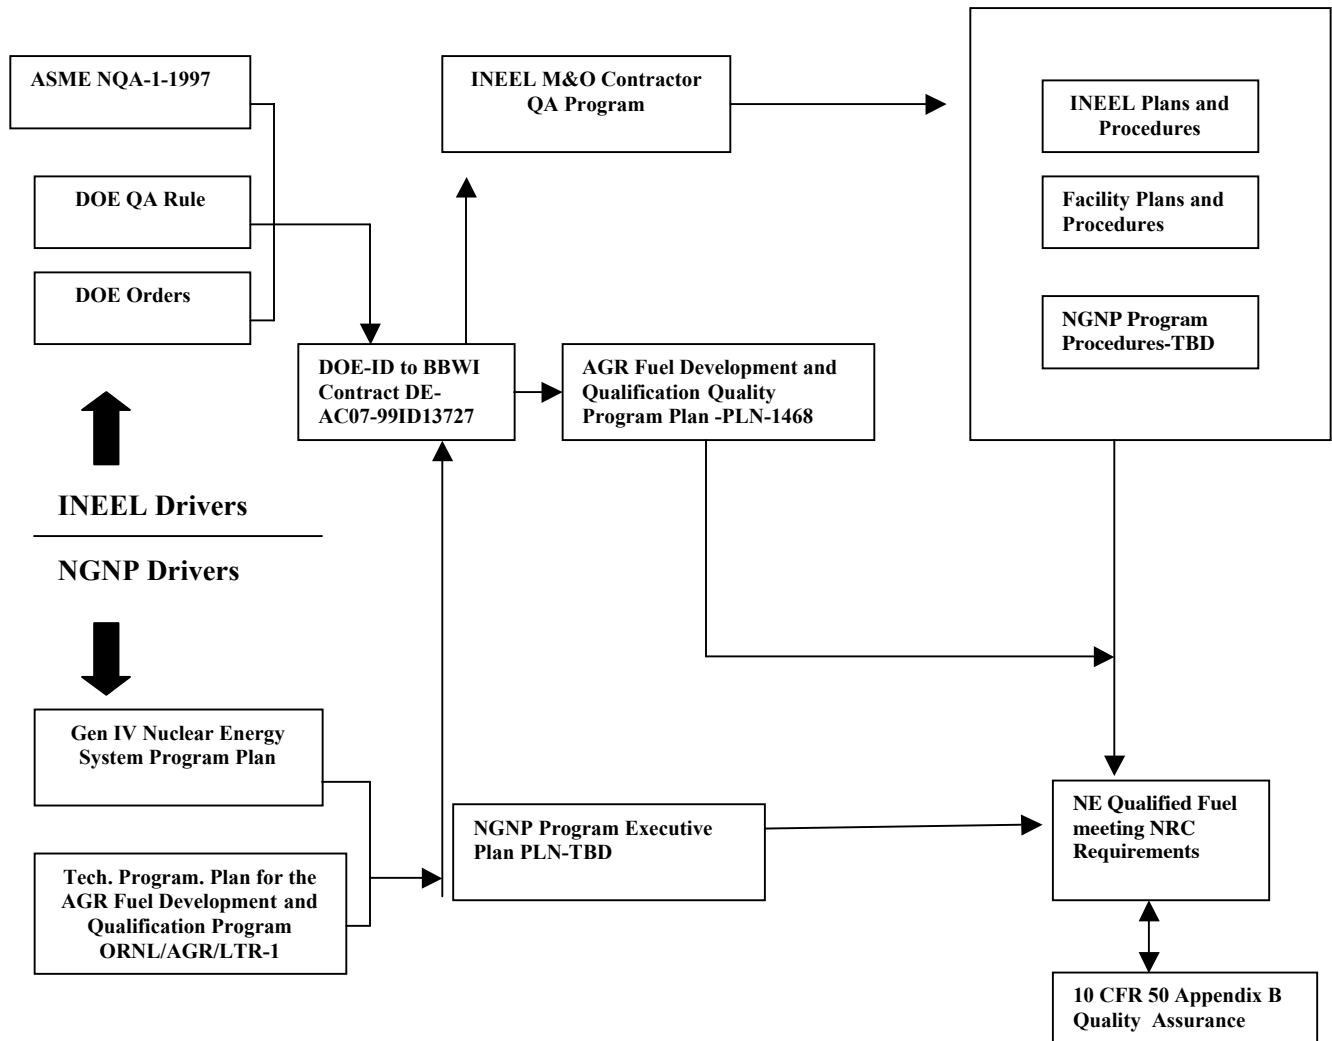 ASME NQA-1-1997
DOE QA Rule
DOE Orders
INEEL Drivers
NGNP Drivers
Gen IV Nuclear Energy
System Program Plan
Tech. Program. Plan for the
AGR Fuel Development and
Qualification Program
ORNL/AGR/LTR-1
INEEL M&O Contractor
QA Program
DOE-ID to BBWI
Contract DE-
AC07-99ID13727
AGR Fuel Development and
Qualification Quality
Program Plan -PLN-1468
NGNP Program Executive
Plan PLN-TBD
INEEL Plans and
Procedures
Facility Plans and
Procedures
NGNP Program
Procedures-TBD
NE Qualified Fuel
meeting NRC
Requirements
10 CFR 50 Appendix B
Quality Assurance